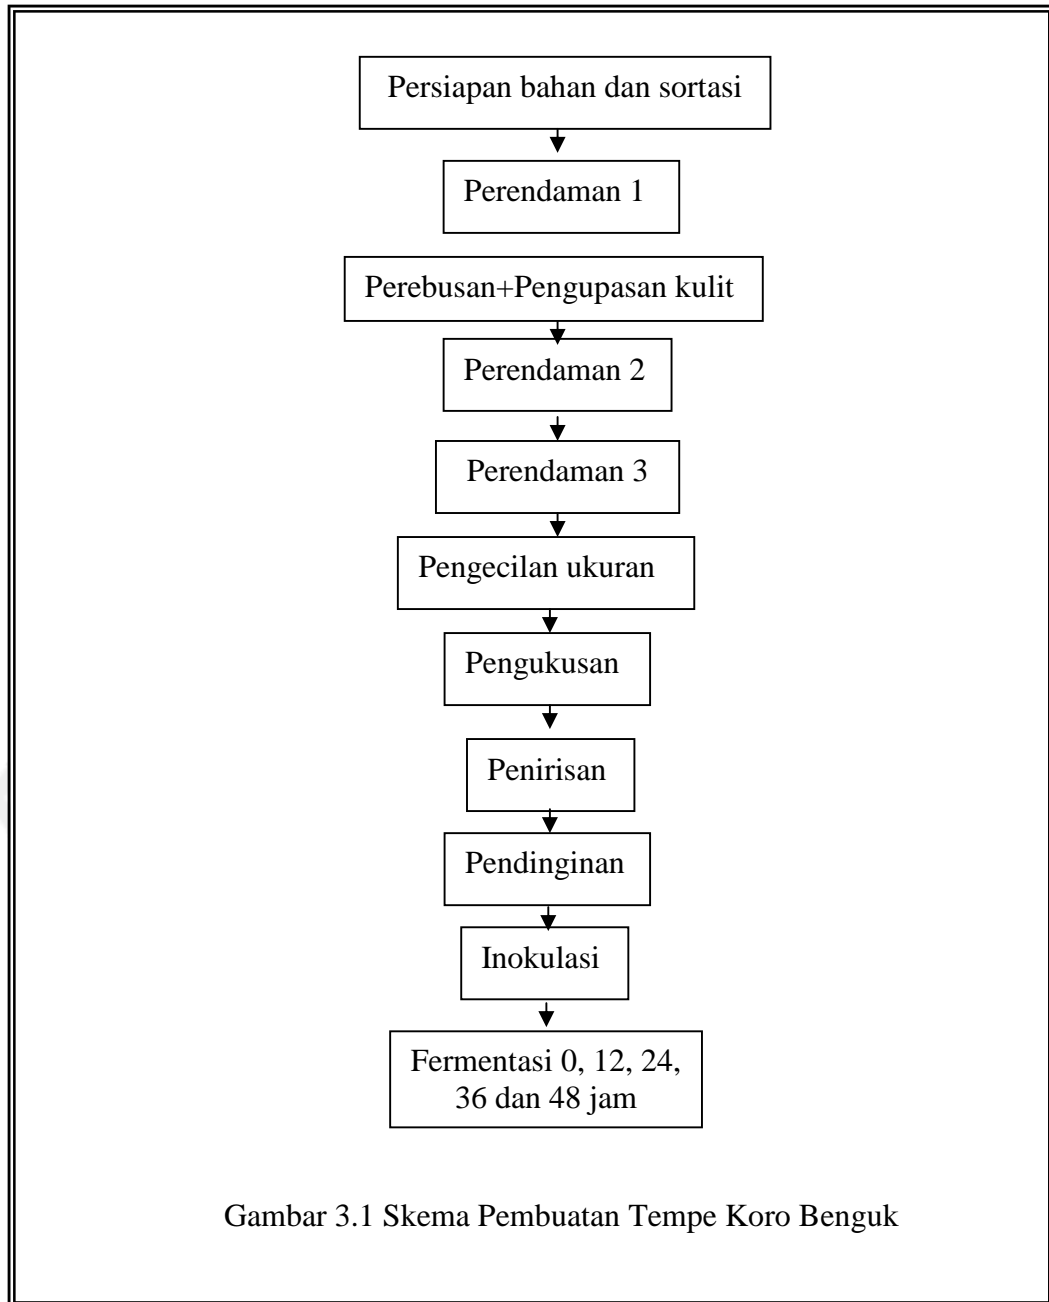 Persiapan bahan dan sortasi
Perendaman 1
Perebusan+Pengupasan kulit
Perendaman 2
Perendaman 3
Pengecilan ukuran
Pengukusan
Penirisan
Pendinginan
Inokulasi
Fermentasi 0, 12, 24,
36 dan 48 jam
Gambar 3.1 Skema Pembuatan Tempe Koro Benguk